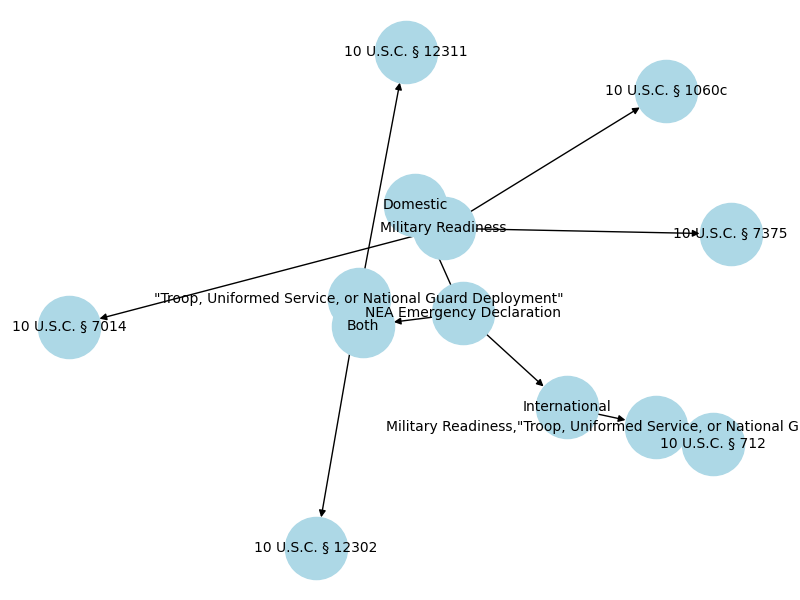 10 U.S.C. § 12311
10 U.S.C. § 1060c
Domestic
Military Readiness
10 U.S.C. § 7375
"Troop, Uniformed Service, or National Guard Deployment"
NEA Emergency Declaration
10 U.S.C. § 7014
Both
International
Military Readiness,"Troop, Uniformed Service, or National G
10 U.S.C. § 712
10 U.S.C. § 12302